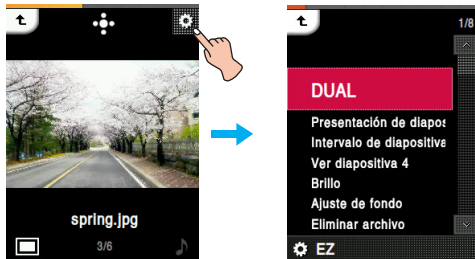 spring.jpg
3/6
1/8
DUAL
Presentación de diapos
Intervalo de diapositiva
Ver diapositiva 4
Brillo
Ajuste de fondo
Eliminar archivo
EZ